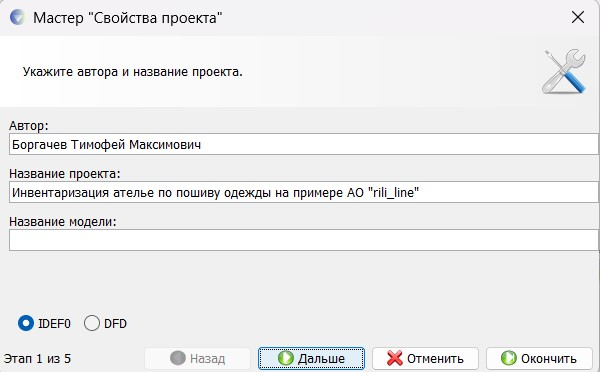 Мастер "Свойства проекта"
Укажите автора и название проекта.
Автор:
Боргачев Тимофей Максимович
Название проекта:
Инвентаризация ателье по пошиву одежды на примере АО "rili_line"
Название модели:
IDEF0 DFD
Этап 1 из 5 Назад Дальше Отменить Окончить